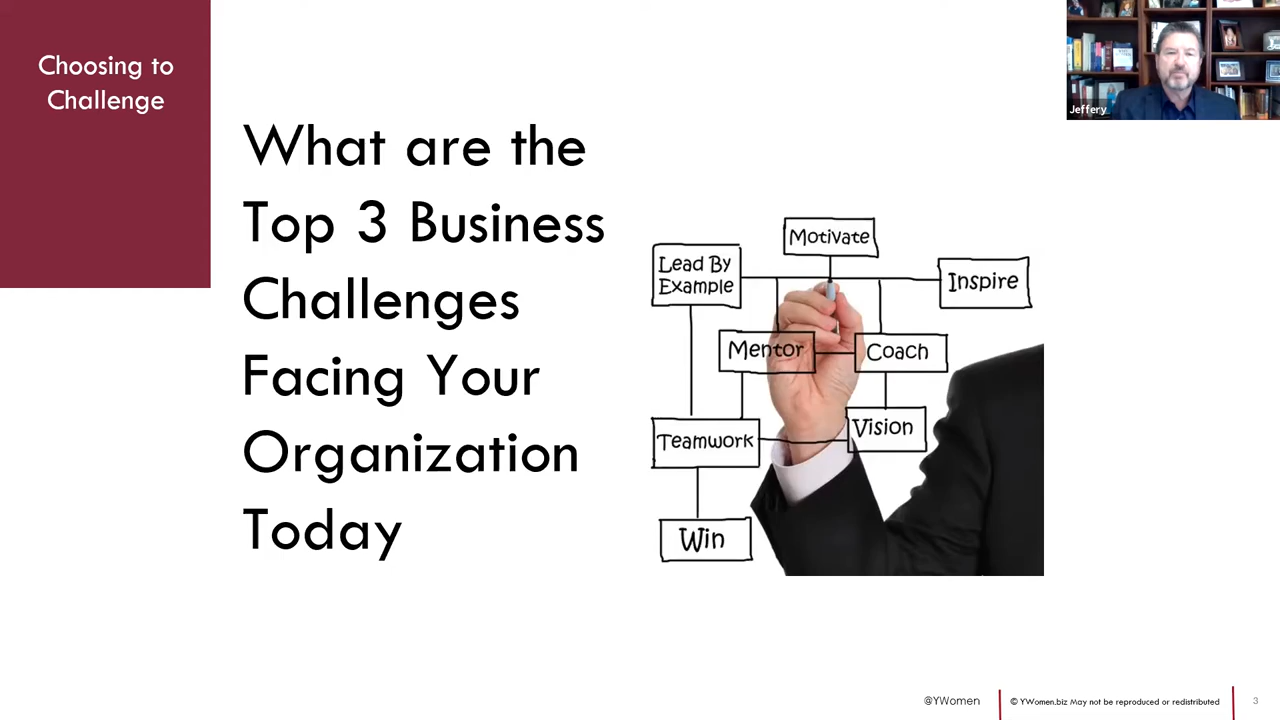 Choosing to
Challenge
Jeffery
What are the
Top 3 Business
Challenges
Facing Your
Organization
Today
Motivate
Lead By
Example
Inspire
Mentor
Coach
Teamwork
Vision
Win
@YWomen
© YWomen.biz May not be reproduced or redistributed
3